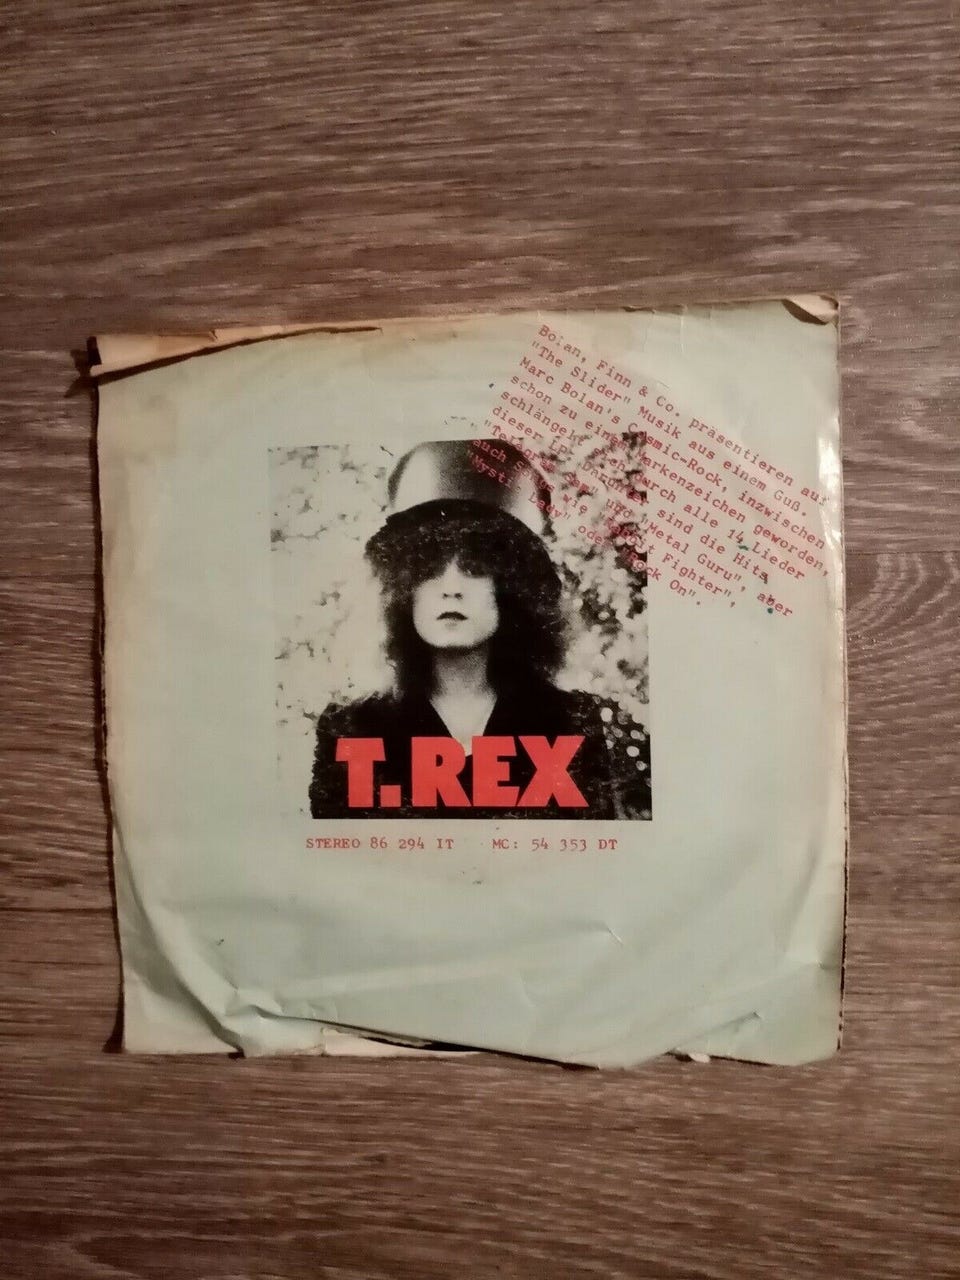 Bolan, Finn & Co. präsentieren auf
"The Slider" Musik aus einem Guß.
Marc Bolan's Cosmic-Rock, inzwischen
schon zu einem Markenzeichen geworden,
schlängelt sich durch alle 14 Lieder
dieser LP. Darunter sind die Hits
"Telegram Sam" und "Metal Guru", aber
auch Songs wie "Rabbit Fighter",
"Mystic Lady" oder "Rock On".
T.REX
STEREO 86 294 IT MC: 54 353 DT